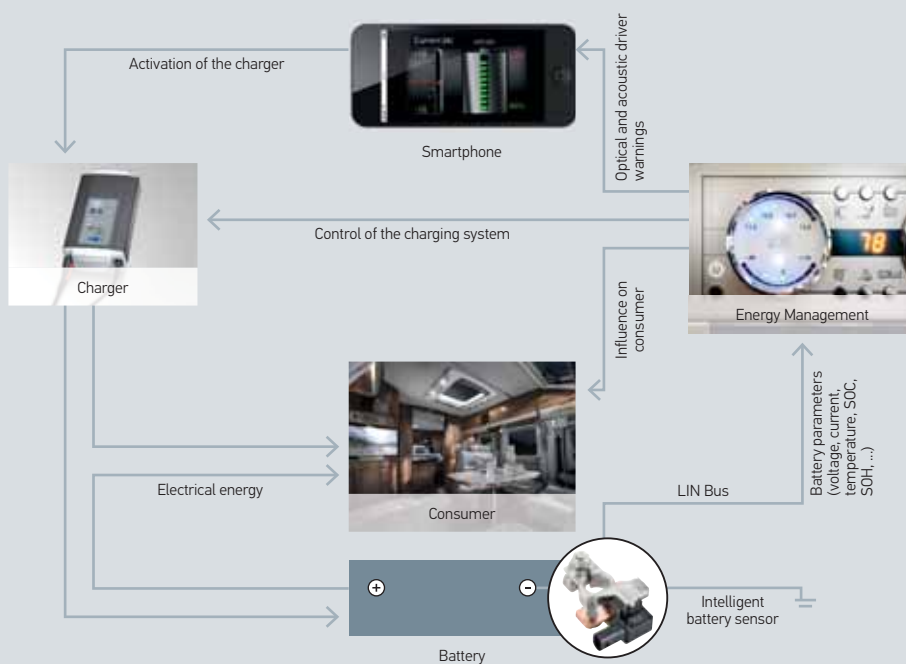 Activation of the charger
Optical and acoustic driver
warnings
Smartphone
Control of the charging system
Charger
78
Energy Management
Influence on
consumer
Battery parameters
(voltage, current,
temperature, SOC,
SOH, ...)
Electrical energy
Consumer
LIN Bus
+
-
Intelligent
battery sensor
Battery